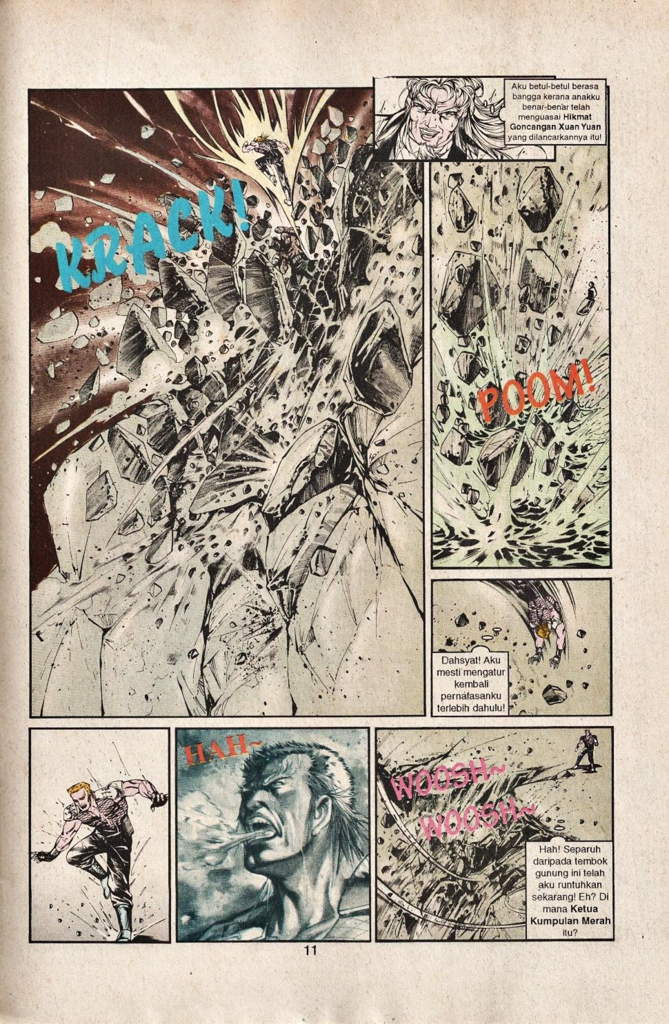 KRACK!
Aku betul-betul berasa
bangga kerana anakku
benar-benar telah
menguasai Hikmat
Goncangan Xuan Yuan
yang dilancarkannya itu!
POOM!
Dahsyat! Aku
mesti mengatur
kembali
pernafasanku
terlebih dahulu!
HAH~
WOOSH~
WOOSH~
Hah! Separuh
daripada tembok
gunung ini telah
aku runtuhkan
sekarang! Eh? Di
mana Ketua
Kumpulan Merah
itu?
11